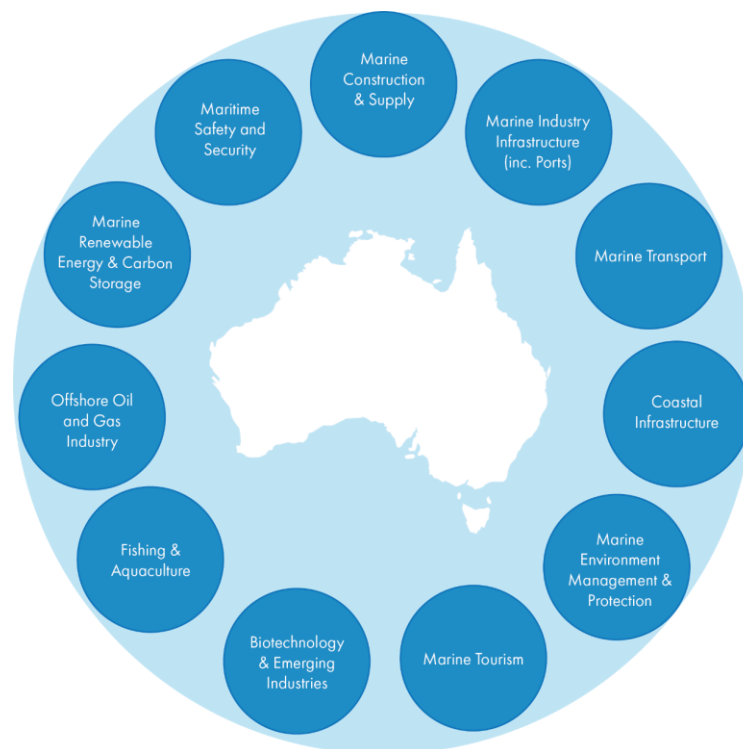 Marine
Construction
& Supply
Marine Industry
Infrastructure
(inc. Ports)
Marine Transport
Coastal
Infrastructure
Marine
Environment
Management &
Protection
Marine Tourism
Biotechnology
& Emerging
Industries
Fishing &
Aquaculture
Offshore Oil
and Gas
Industry
Marine
Renewable
Energy & Carbon
Storage
Maritime
Safety and
Security